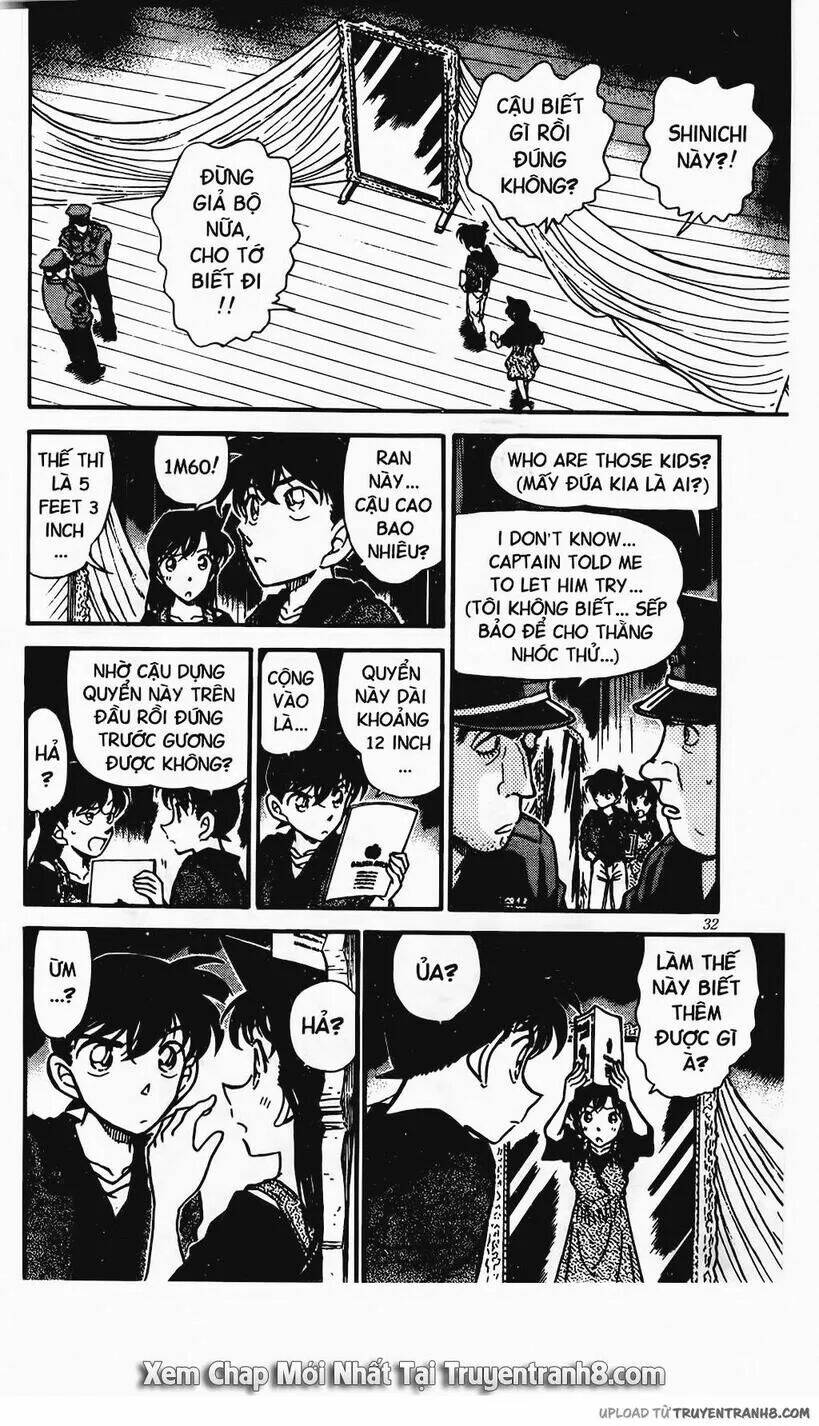 SHINICHI
NÀY?!
CẬU BIẾT
GÌ RỒI
ĐÚNG
KHÔNG?
ĐỪNG
GIẢ BỘ
NỮA,
CHO TỚ
BIẾT ĐI
!!
WHO ARE THOSE KIDS?
(MẤY ĐỨA KIA LÀ AI?)
I DON'T KNOW...
CAPTAIN TOLD ME
TO LET HIM TRY...
(TÔI KHÔNG BIẾT... SẾP
BẢO ĐỂ CHO THẰNG
NHÓC THỬ...)
RAN
NÀY...
CẬU CAO
BAO
NHIÊU?
1M60!
THẾ THÌ
LÀ 5
FEET 3
INCH
...
QUYỂN
NÀY DÀI
KHOẢNG
12 INCH
...
CỘNG
VÀO
LÀ...
NHỜ CẬU DỰNG
QUYỂN NÀY TRÊN
ĐẦU RỒI ĐỨNG
TRƯỚC GƯƠNG
ĐƯỢC KHÔNG?
HẢ
?
32
LÀM THẾ
NÀY BIẾT
THÊM
ĐƯỢC GÌ
À?
ỦA?
HẢ?
ỪM
...?
Xem Chap Mới Nhất Tại Truyentranh8.com
UPLOAD TỪ TRUYENTRANH8.COM